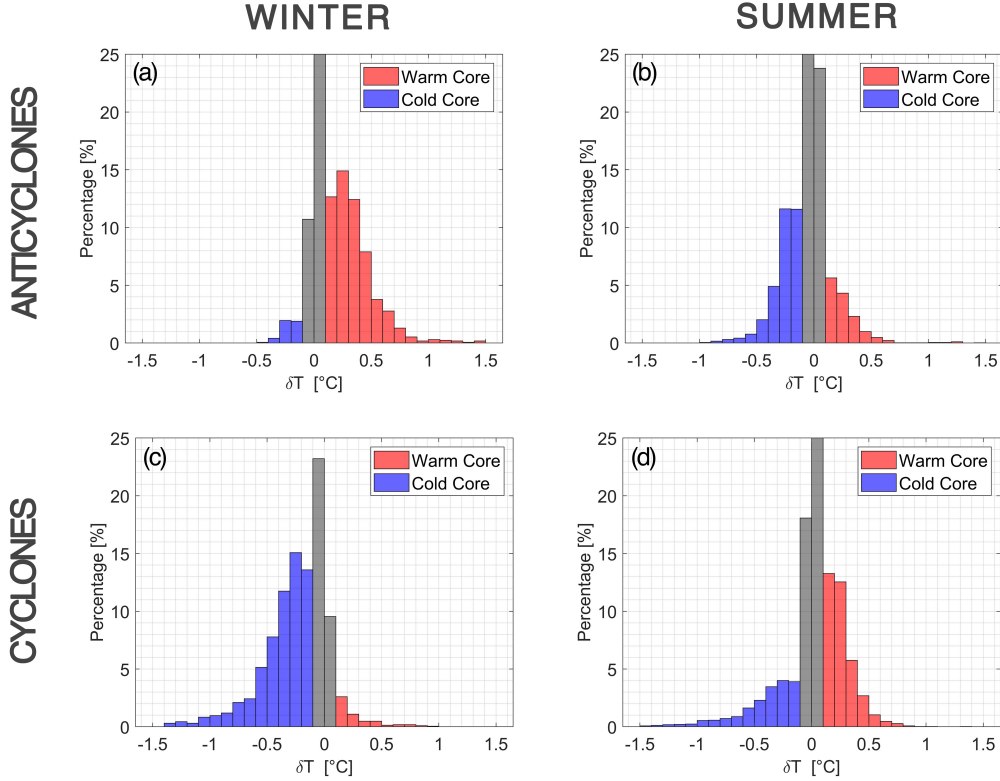 WINTER
SUMMER
ANTICYCLONES
(a)
Warm Core
Cold Core
25
20
15
10
5
0
Percentage [%]
-1.5 -1 -0.5 0 0.5 1 1.5
δT [°C]
(b)
Warm Core
Cold Core
25
20
15
10
5
0
Percentage [%]
-1.5 -1 -0.5 0 0.5 1 1.5
δT [°C]
CYCLONES
(c)
Warm Core
Cold Core
25
20
15
10
5
0
Percentage [%]
-1.5 -1 -0.5 0 0.5 1 1.5
δT [°C]
(d)
Warm Core
Cold Core
25
20
15
10
5
0
Percentage [%]
-1.5 -1 -0.5 0 0.5 1 1.5
δT [°C]